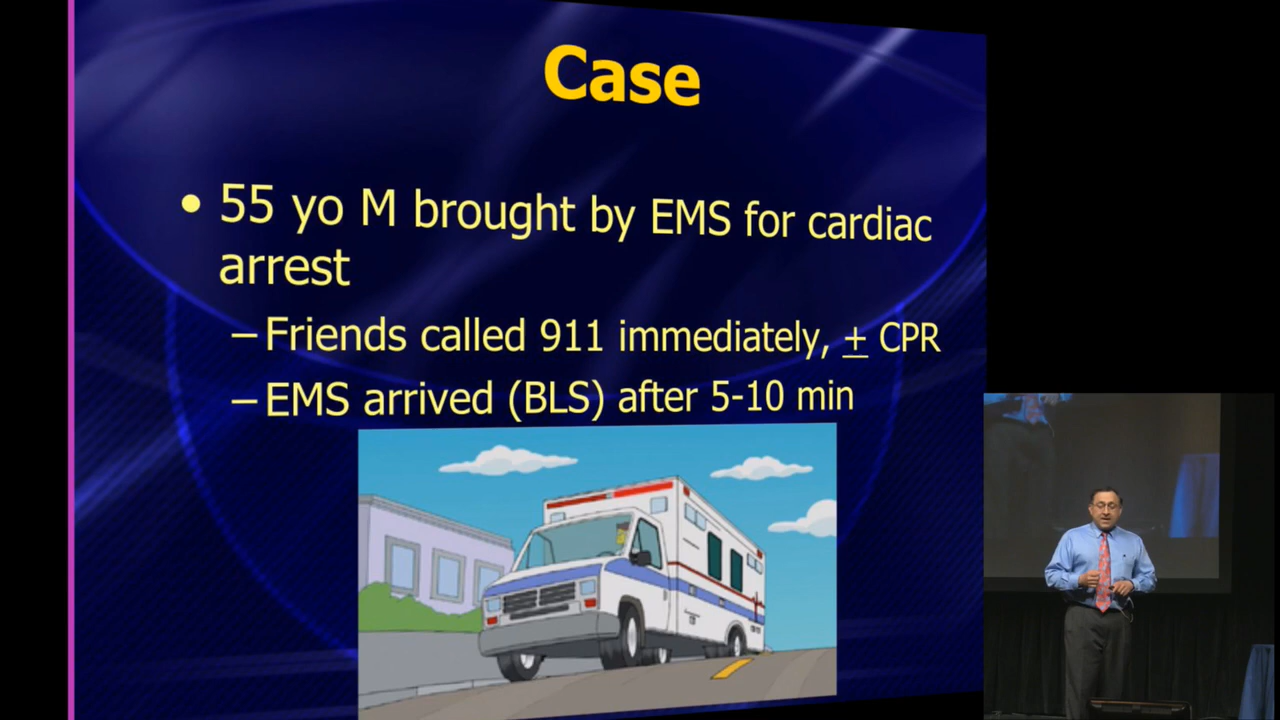 Case
• 55 yo M brought by EMS for cardiac
arrest
– Friends called 911 immediately, ± CPR
– EMS arrived (BLS) after 5-10 min